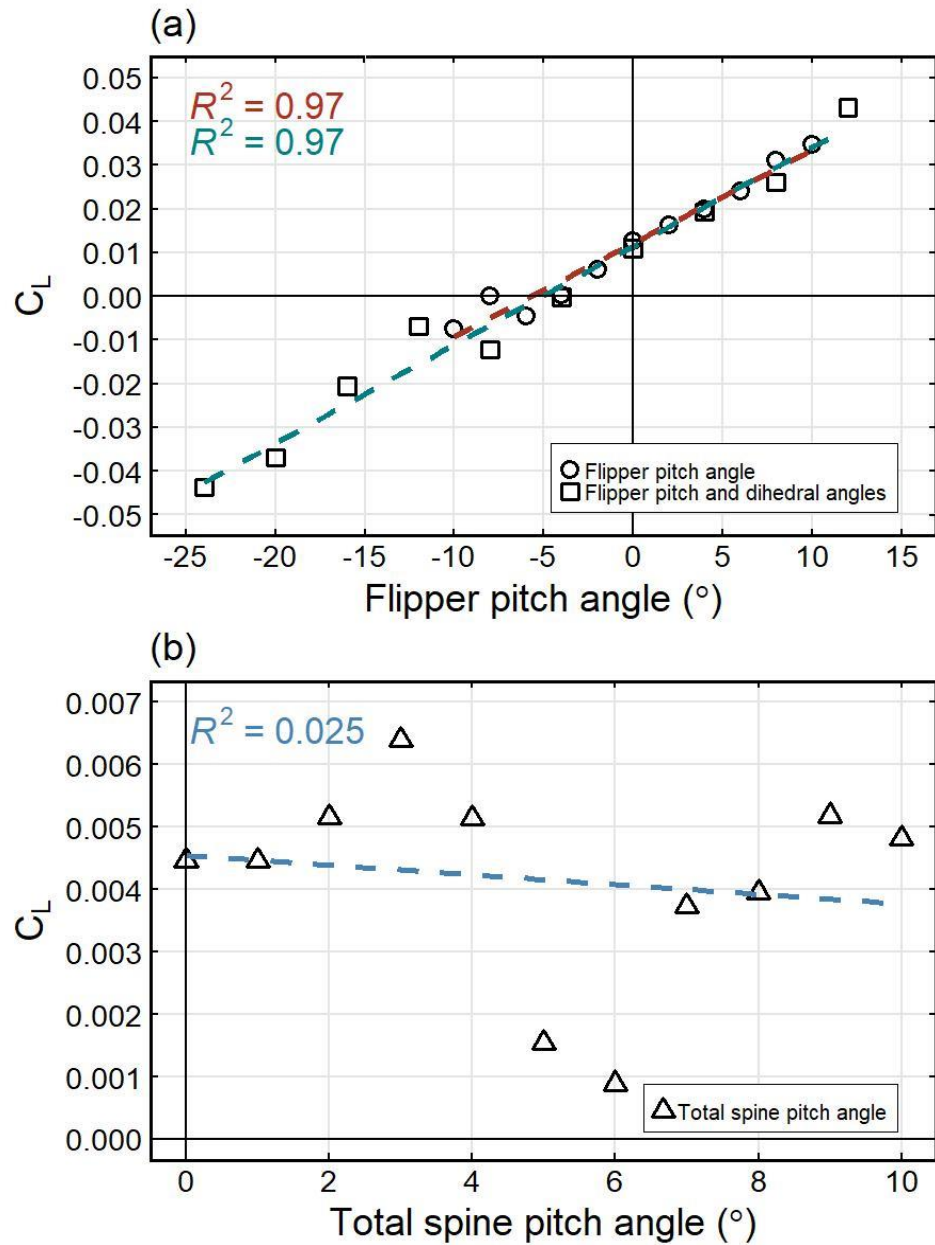 (a)
0.05
0.04
0.03
0.02
0.01
0.00
-0.01
-0.02
-0.03
-0.04
-0.05
C_L
R² = 0.97
R² = 0.97
Flipper pitch angle
Flipper pitch and dihedral angles
-25 -20 -15 -10 -5 0 5 10 15
Flipper pitch angle (°)
(b)
0.007
0.006
0.005
0.004
0.003
0.002
0.001
0.000
C_L
R² = 0.025
Total spine pitch angle
0 2 4 6 8 10
Total spine pitch angle (°)